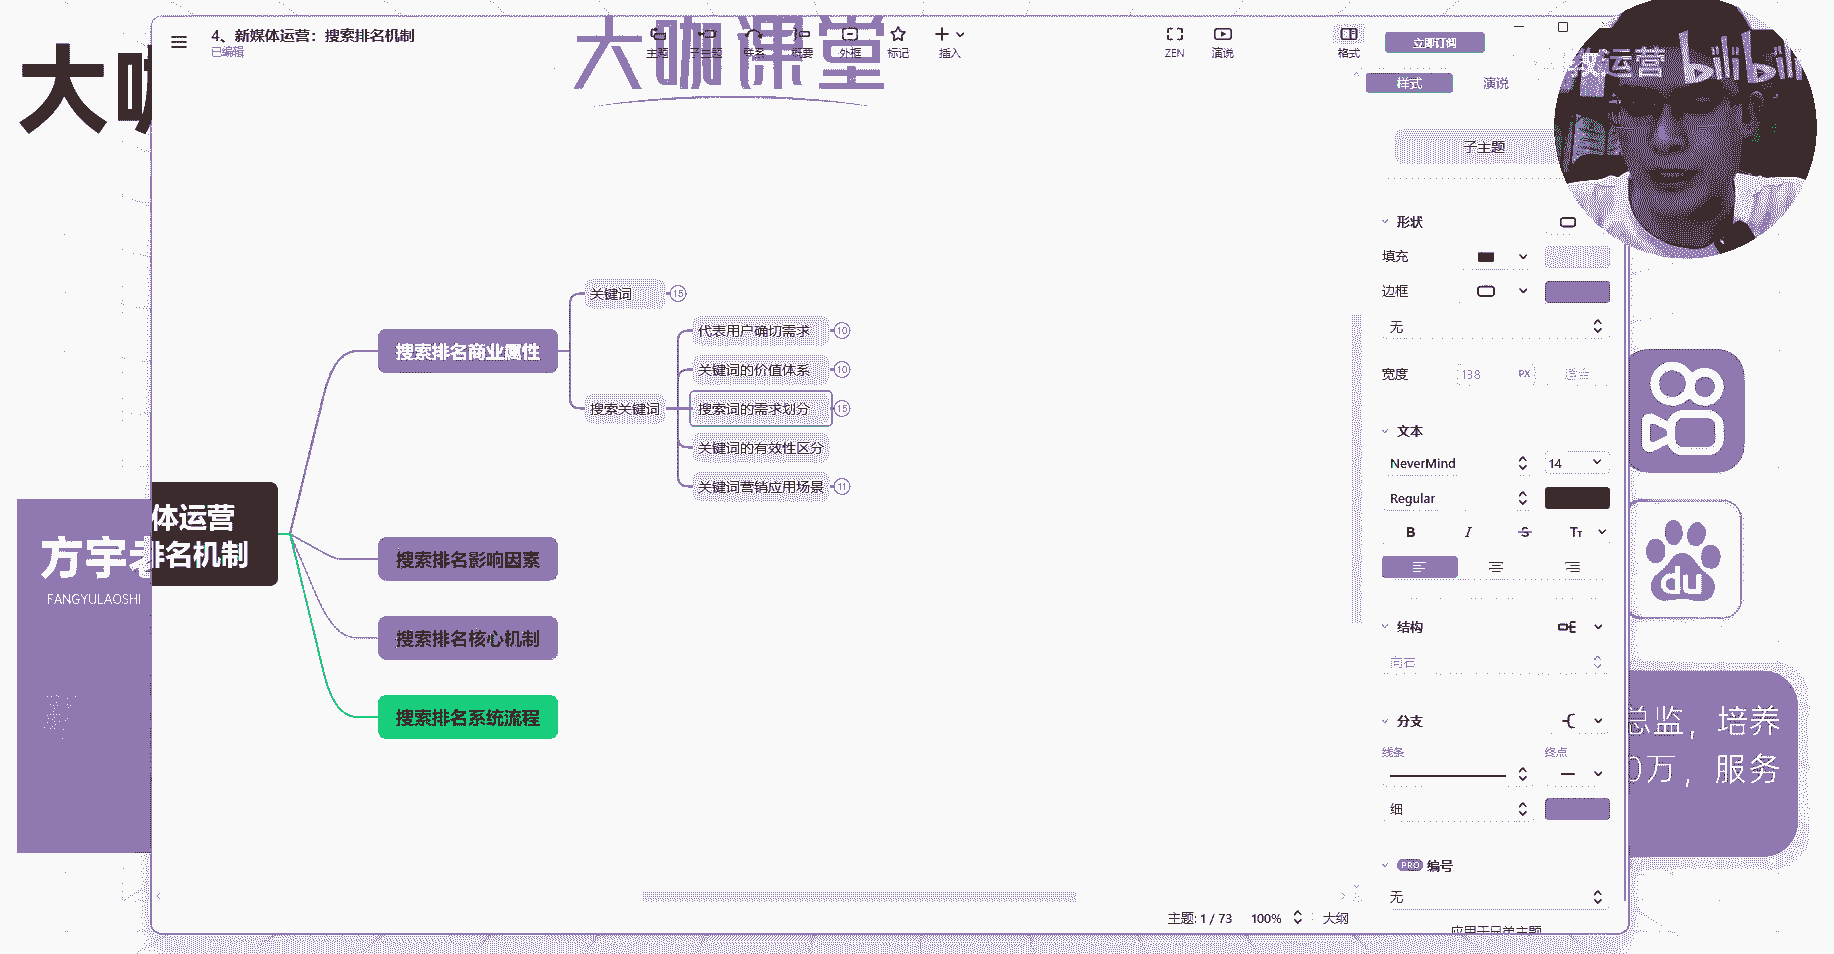 大咖课堂
4、新媒体运营：搜索排名机制
已编辑
主题
子主题
联系
概要
外框
标记
插入
ZEN
演说
格式
立即订阅
教运营 bilibili
样式
演说
子主题
大咖
形状
填充
边框
无
宽度
198
PX
适合
文本
NeverMind
14
Regular
B
I
S
TT
结构
向右
分支
线条
终点
细
PRO
编号
无
应用于兄弟主题
体运营
排名机制
搜索排名商业属性
关键词
15
搜索关键词
代表用户确切需求
10
关键词的价值体系
10
搜索词的需求划分
15
关键词的有效性区分
关键词营销应用场景
11
搜索排名影响因素
搜索排名核心机制
搜索排名系统流程
方宇老
FANGYULAOSHI
du
总监，培养
0万，服务
主题: 1 / 73
100%
大纲